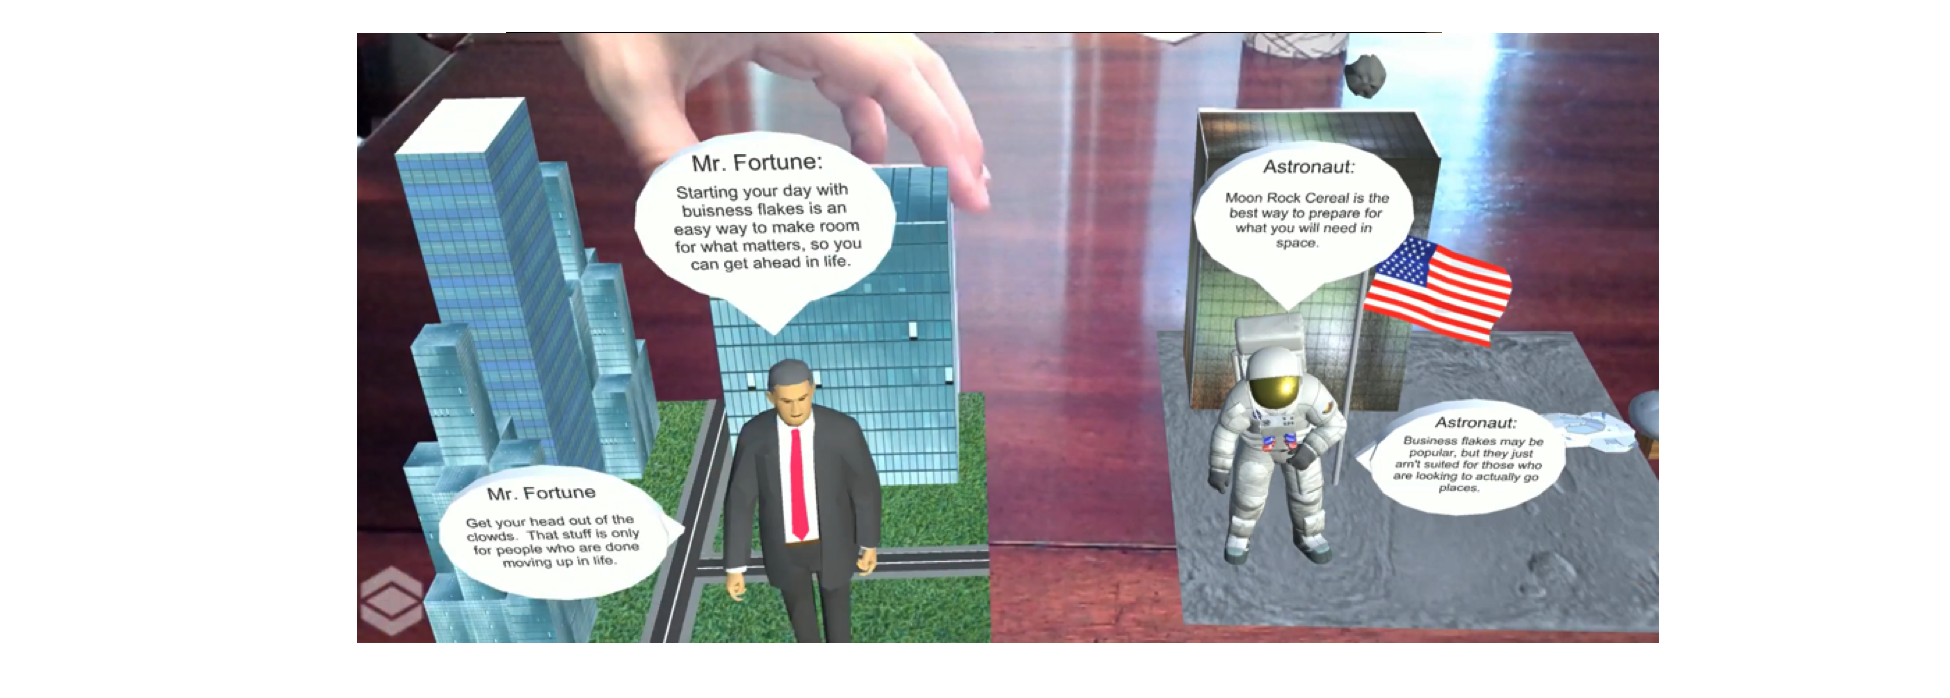 Mr. Fortune:
Starting your day with
buisness flakes is an
easy way to make room
for what matters, so you
can get ahead in life.
Mr. Fortune
Get your head out of the
clowds. That stuff is only
for people who are done
moving up in life.
Astronaut:
Moon Rock Cereal is the
best way to prepare for
what you will need in
space.
Astronaut:
Business flakes may be
popular, but they just
arn't suited for those who
are looking to actually go
places.